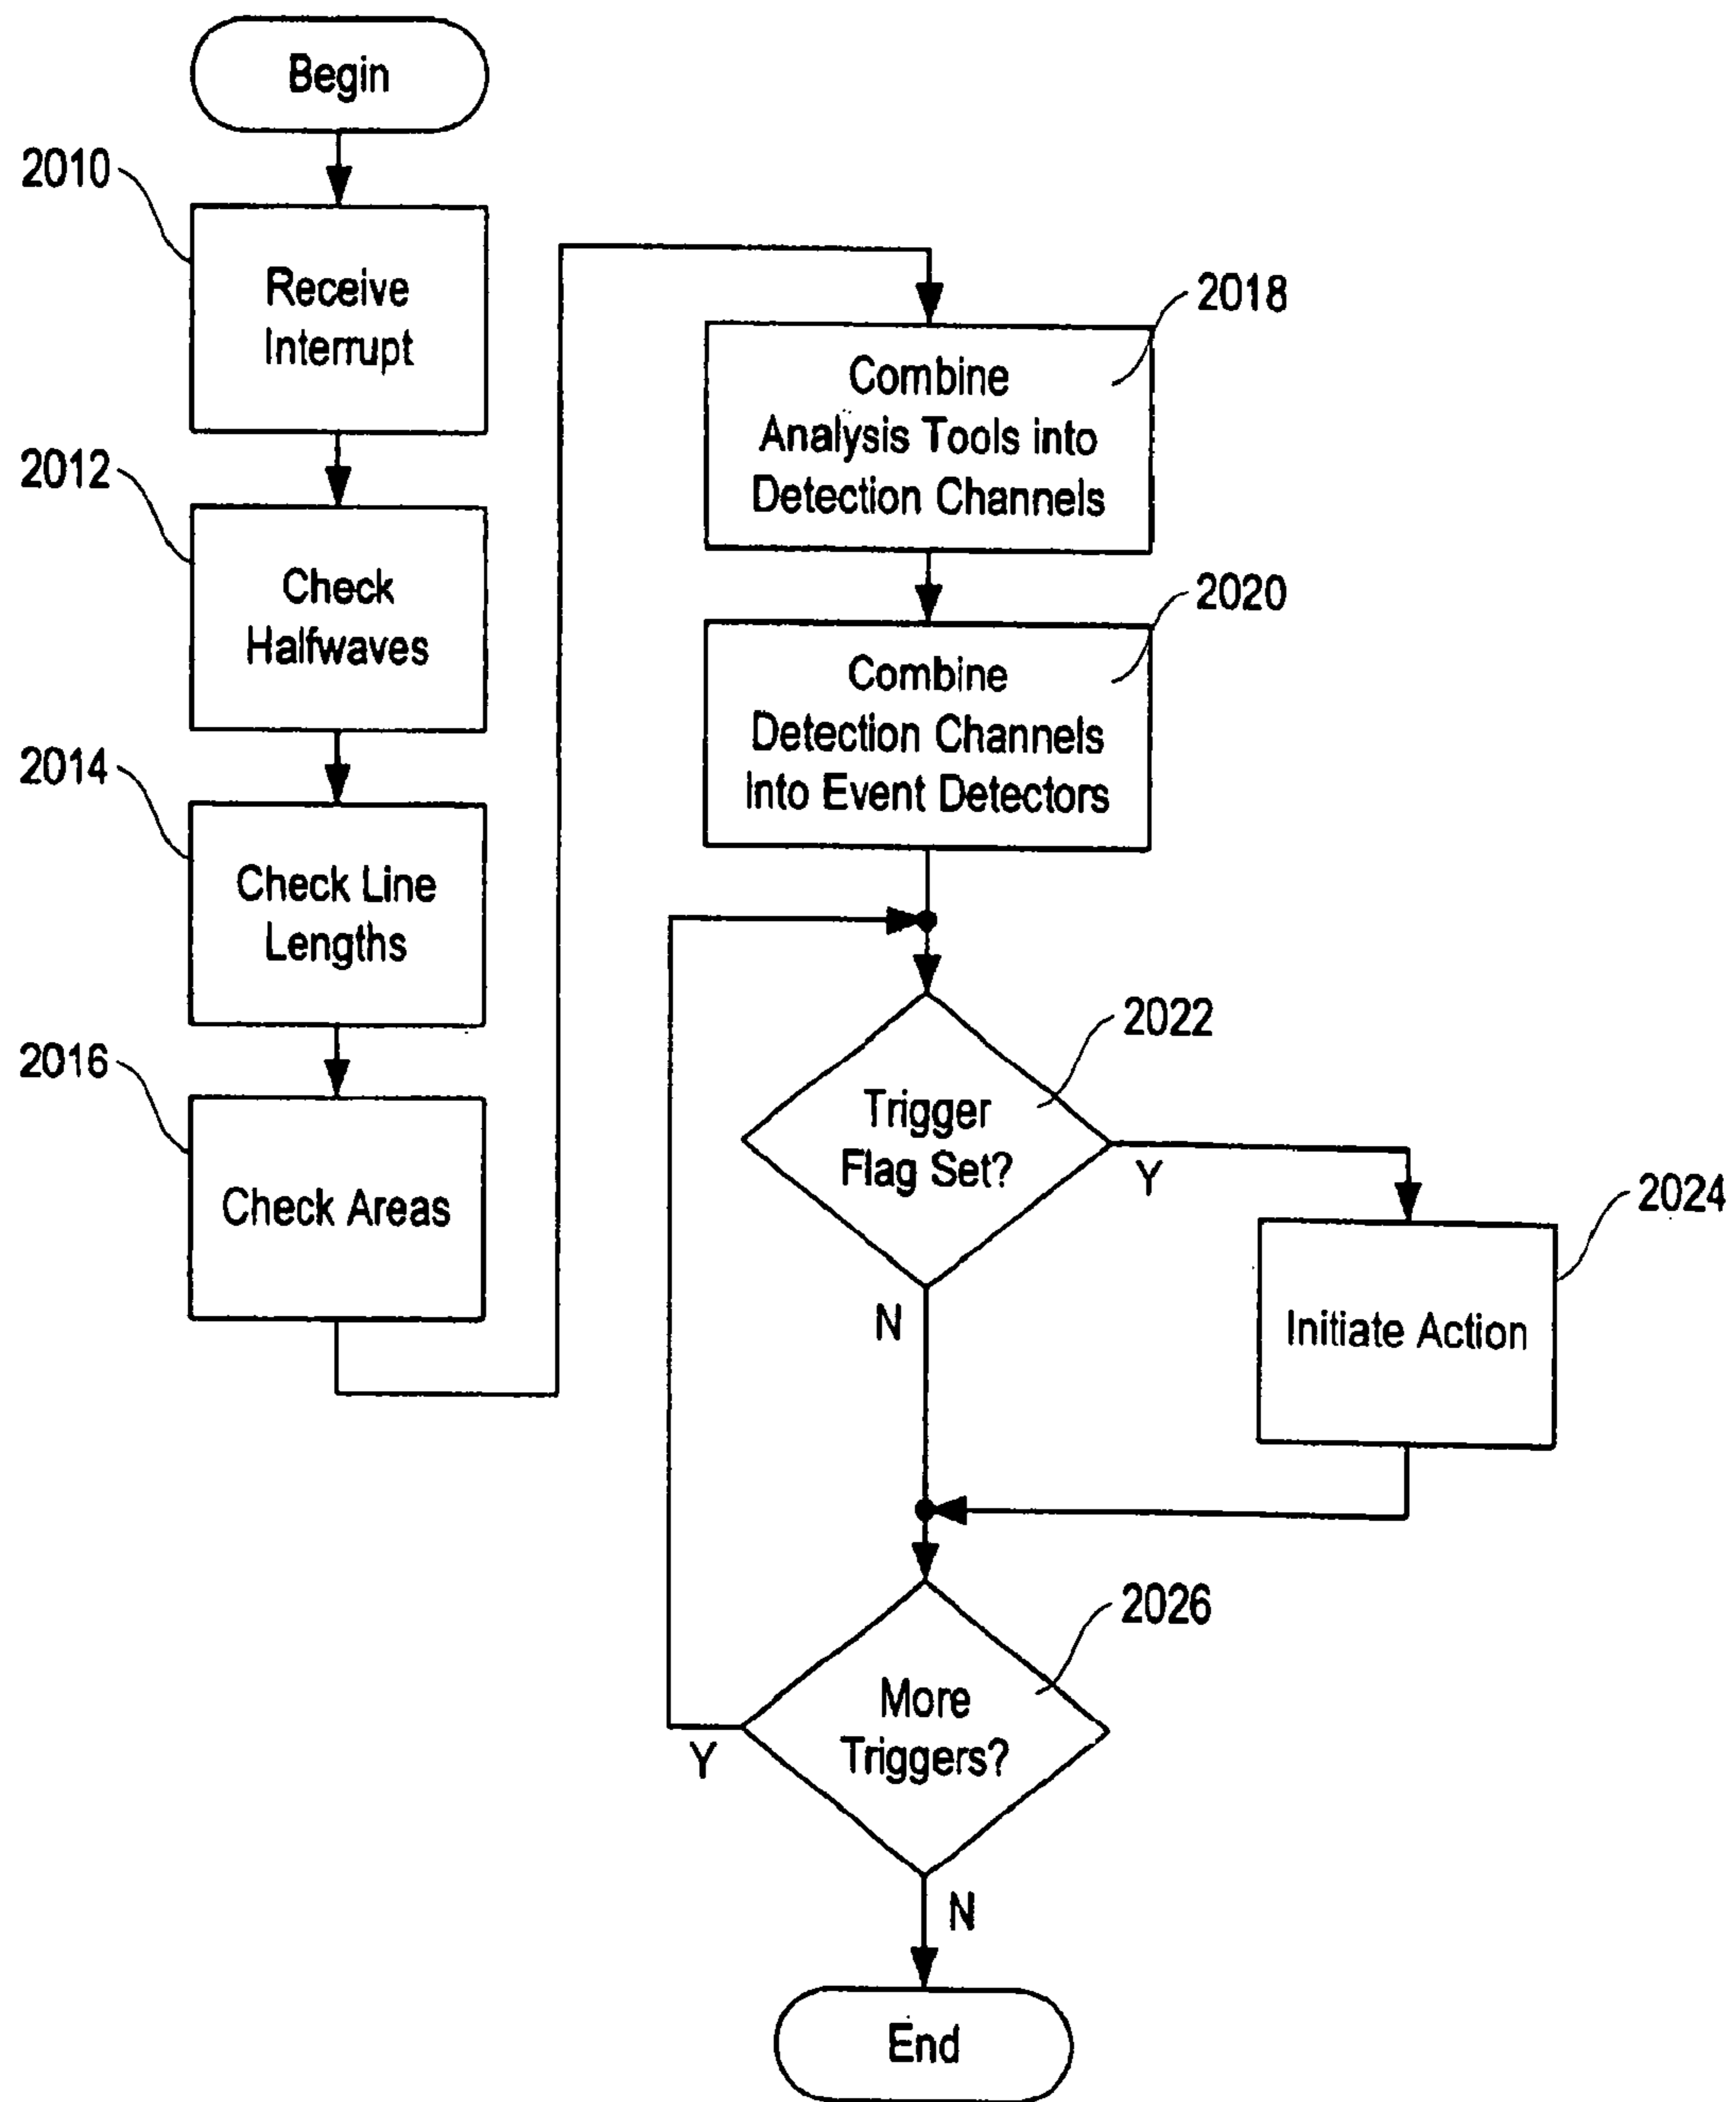 Begin
2010
Receive
Interrupt
2012
Check
Halfwaves
2014
Check Line
Lengths
2016
Check Areas
2018
Combine
Analysis Tools into
Detection Channels
2020
Combine
Detection Channels
into Event Detectors
2022
Trigger
Flag Set?
Y
N
2024
Initiate Action
2026
More
Triggers?
Y
N
End